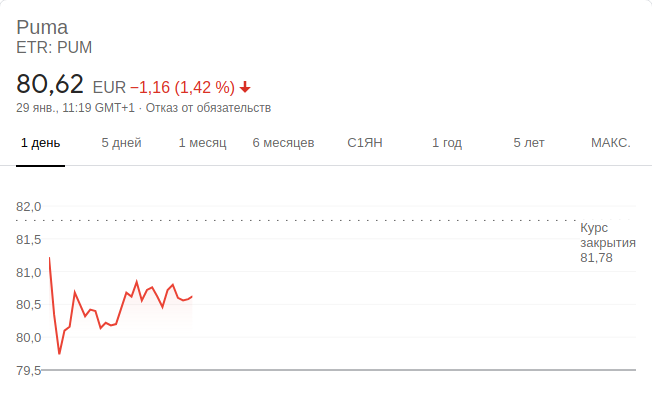 Puma
ETR: PUM
80,62 EUR −1,16 (1,42 %)
29 янв., 11:19 GMT+1 · Отказ от обязательств
1 день 5 дней 1 месяц 6 месяцев С1ЯН 1 год 5 лет МАКС.
82,0
Курс
закрытия
81,78
81,5
81,0
80,5
80,0
79,5